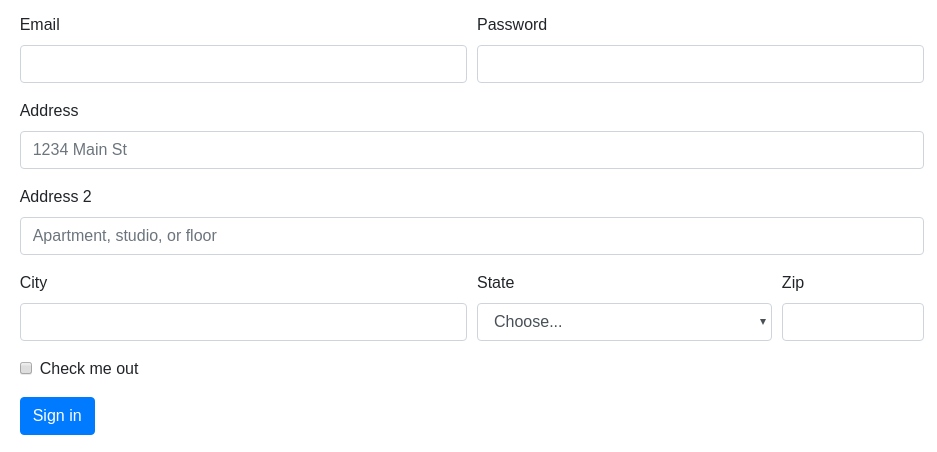 Email Password
Address
1234 Main St
Address 2
Apartment, studio, or floor
City State Zip
Choose...
Check me out
Sign in